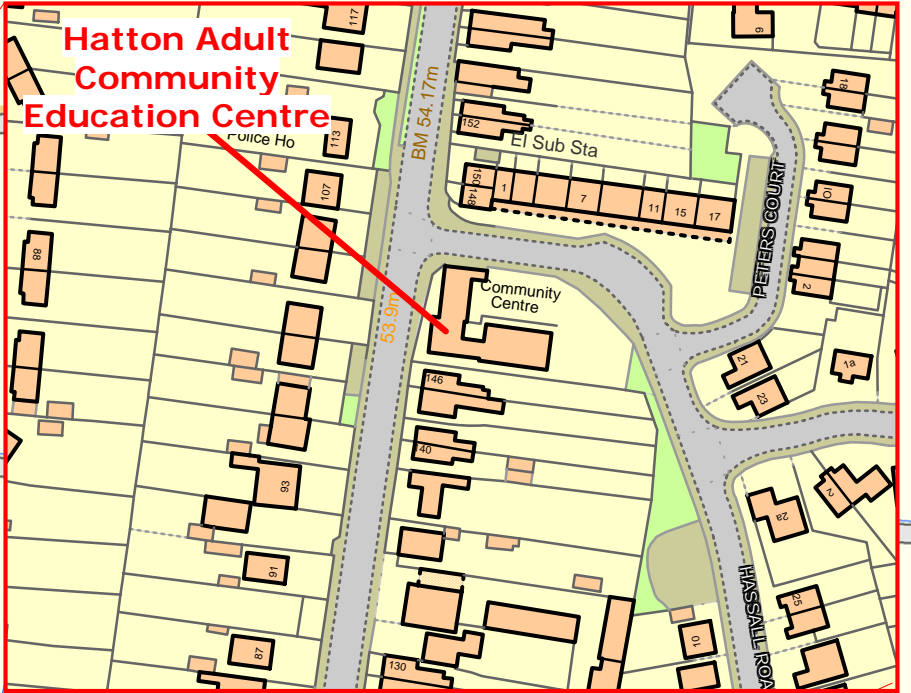 Hatton Adult
Community
Education Centre
117
6
18
BM 54.17m
152
El Sub Sta
Police Ho
113
107
150
148
1
7
11
15
17
10
PETERS COURT
2
88
Community
Centre
53.9m
21
23
1a
146
140
93
2
2a
91
HASSALL ROA
25
10
87
130